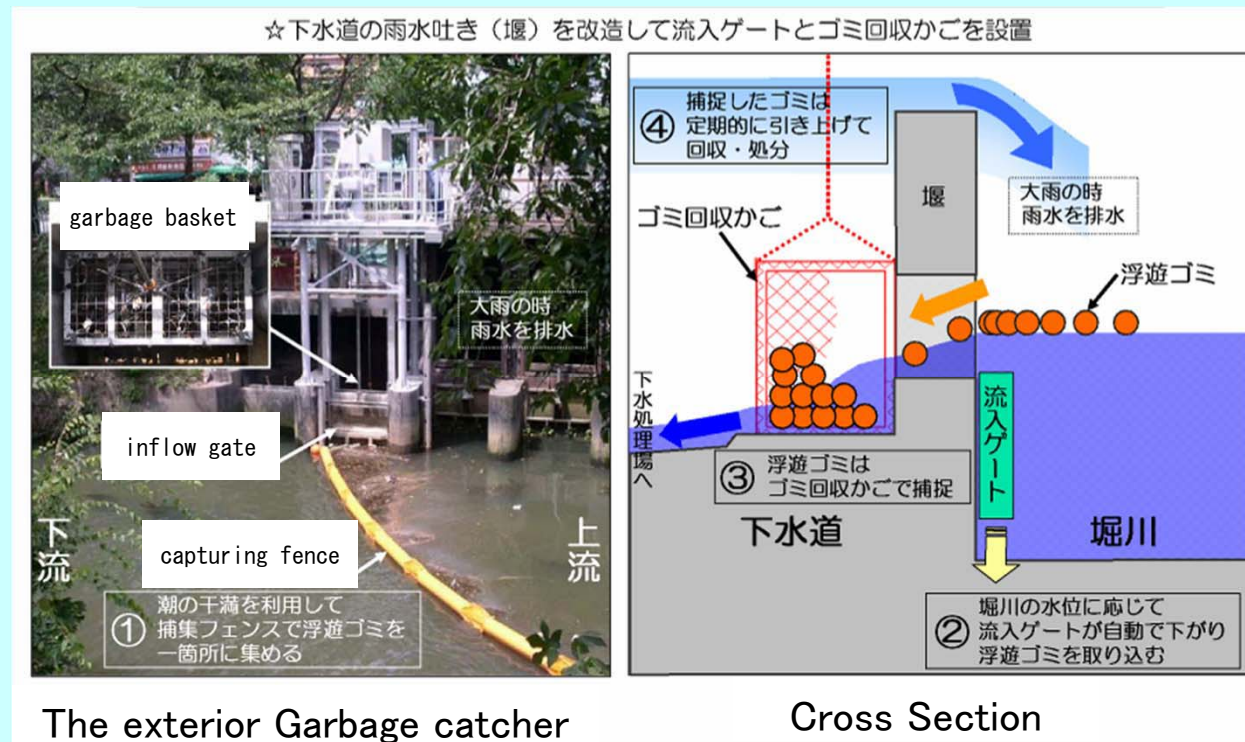 ☆下水道の雨水吐き（堰）を改造して流入ゲートとゴミ回収かごを設置
garbage basket
大雨の時
雨水を排水
inflow gate
capturing fence
下流
上流
① 潮の干満を利用して
捕集フェンスで浮遊ゴミを
一箇所に集める
The exterior Garbage catcher
④ 捕捉したゴミは
定期的に引き上げて
回収・処分
堰
大雨の時
雨水を排水
ゴミ回収かご
浮遊ゴミ
下水処理場へ
流入ゲート
③ 浮遊ゴミは
ゴミ回収かごで捕捉
下水道
堀川
② 堀川の水位に応じて
流入ゲートが自動で下がり
浮遊ゴミを取り込む
Cross Section